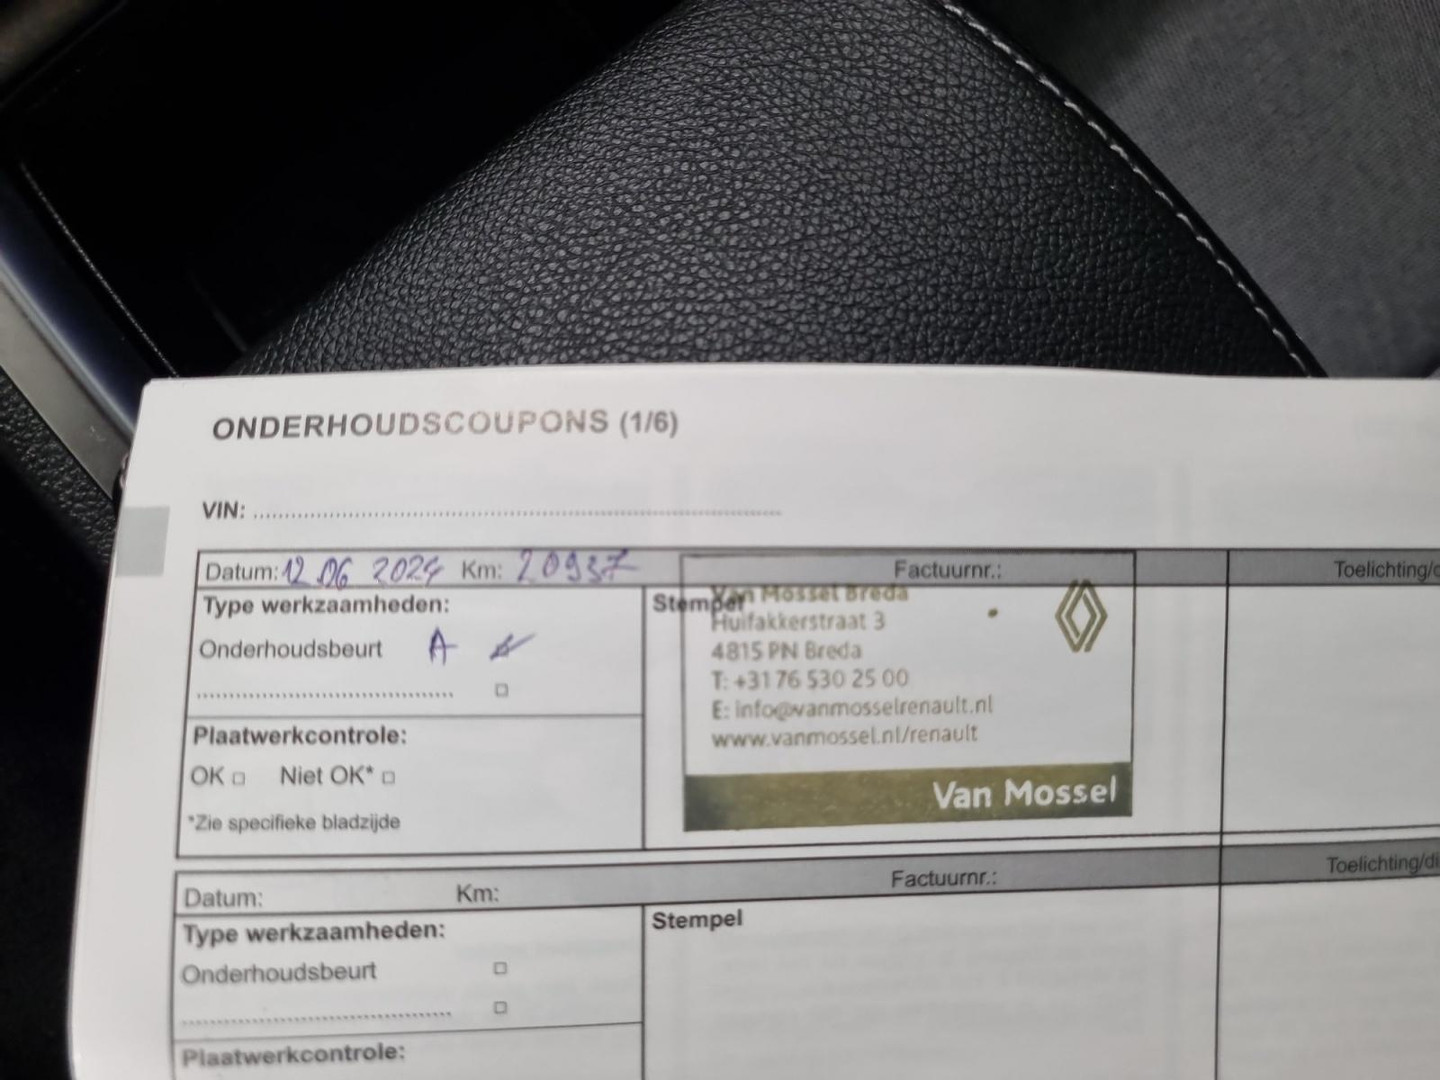 ONDERHOUDSCOUPONS (1/6)
VIN:
Datum: 12 06 2024 Km: 20937 Factuurnr.: Toelichting/
Type werkzaamheden:
Onderhoudsbeurt A
Plaatwerkcontrole:
OK Niet OK*
*Zie specifieke bladzijde
Stempel
Van Mossel Breda
Huifakkerstraat 3
4815 PN Breda
T: +31 76 530 25 00
E: info@vanmosselrenault.nl
www.vanmossel.nl/renault
Van Mossel
Datum: Km: Factuurnr.: Toelichting/di
Type werkzaamheden:
Onderhoudsbeurt
Stempel
Plaatwerkcontrole: